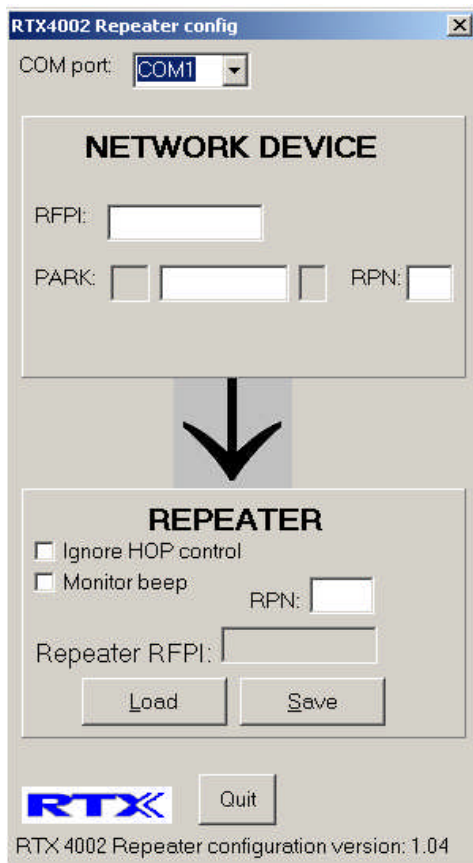 RTX4002 Repeater config
COM port: COM1
NETWORK DEVICE
RFPI:
PARK: RPN:
REPEATER
Ignore HOP control
Monitor beep
RPN:
Repeater RFPI:
Load Save
RTX Quit
RTX 4002 Repeater configuration version: 1.04